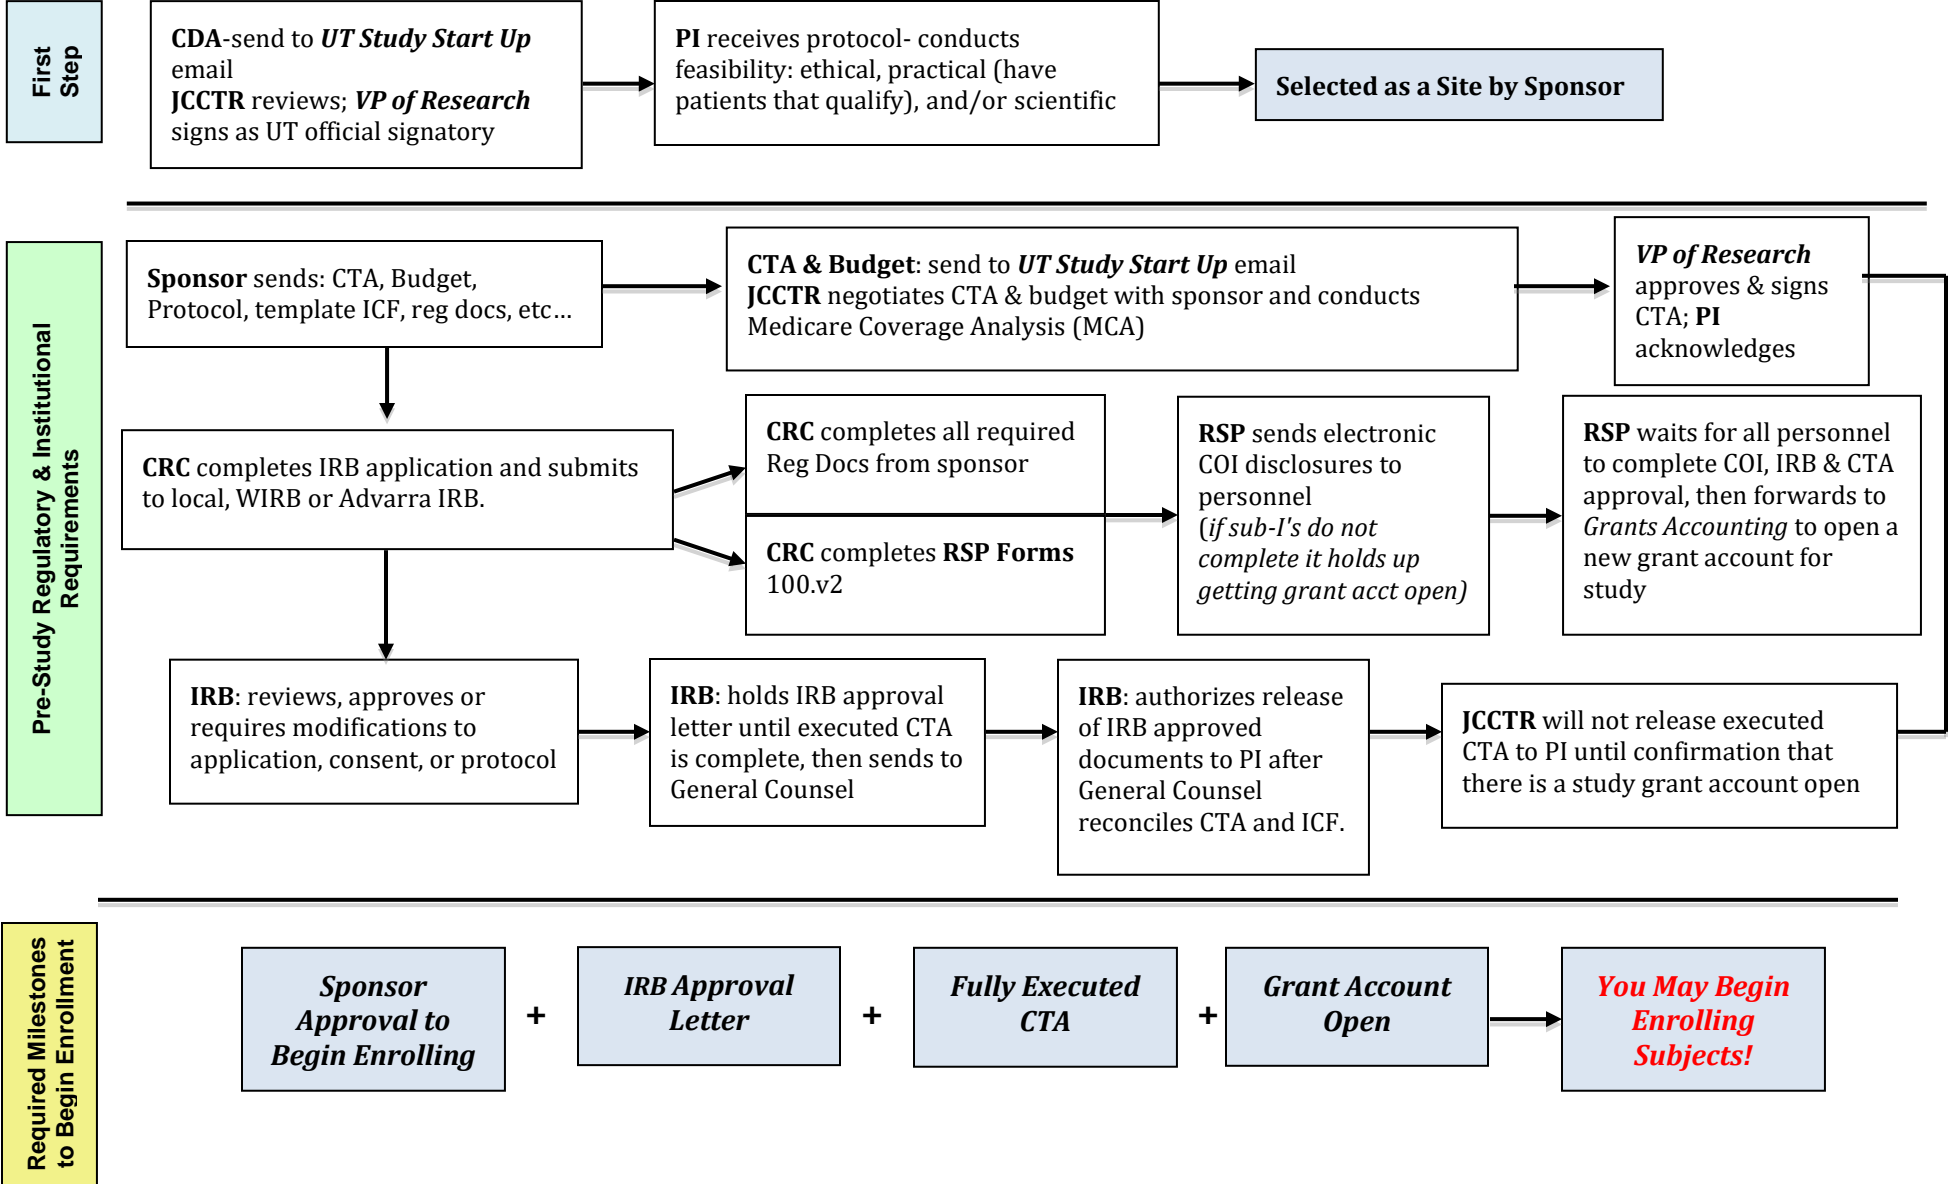 First
Step
CDA-send to UT Study Start Up
email
JCCTR reviews; VP of Research
signs as UT official signatory
PI receives protocol- conducts
feasibility: ethical, practical (have
patients that qualify), and/or scientific
Selected as a Site by Sponsor
Pre-Study Regulatory & Institutional
Requirements
Sponsor sends: CTA, Budget,
Protocol, template ICF, reg docs, etc…
CTA & Budget: send to UT Study Start Up email
JCCTR negotiates CTA & budget with sponsor and conducts
Medicare Coverage Analysis (MCA)
VP of Research
approves & signs
CTA; PI
acknowledges
CRC completes IRB application and submits
to local, WIRB or Advarra IRB.
CRC completes all required
Reg Docs from sponsor
CRC completes RSP Forms
100.v2
RSP sends electronic
COI disclosures to
personnel
(if sub-I's do not
complete it holds up
getting grant acct open)
RSP waits for all personnel
to complete COI, IRB & CTA
approval, then forwards to
Grants Accounting to open a
new grant account for
study
IRB: reviews, approves or
requires modifications to
application, consent, or protocol
IRB: holds IRB approval
letter until executed CTA
is complete, then sends to
General Counsel
IRB: authorizes release
of IRB approved
documents to PI after
General Counsel
reconciles CTA and ICF.
JCCTR will not release executed
CTA to PI until confirmation that
there is a study grant account open
Required Milestones
to Begin Enrollment
Sponsor
Approval to
Begin Enrolling
+
IRB Approval
Letter
+
Fully Executed
CTA
+
Grant Account
Open
You May Begin
Enrolling
Subjects!